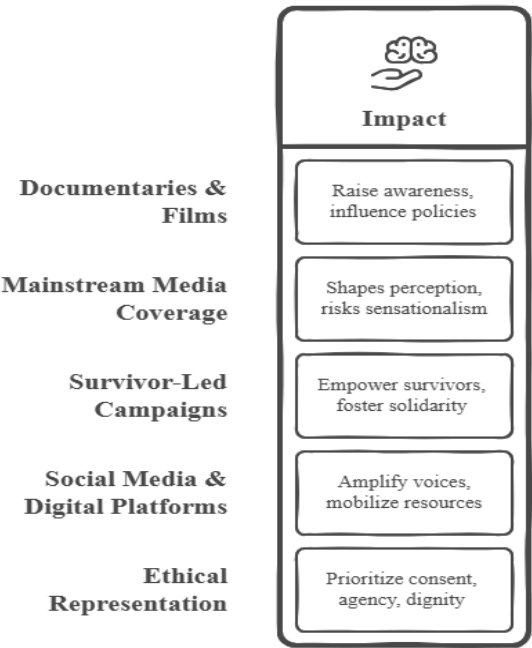 Impact
Documentaries &
Films
Raise awareness,
influence policies
Mainstream Media
Coverage
Shapes perception,
risks sensationalism
Survivor-Led
Campaigns
Empower survivors,
foster solidarity
Social Media &
Digital Platforms
Amplify voices,
mobilize resources
Ethical
Representation
Prioritize consent,
agency, dignity